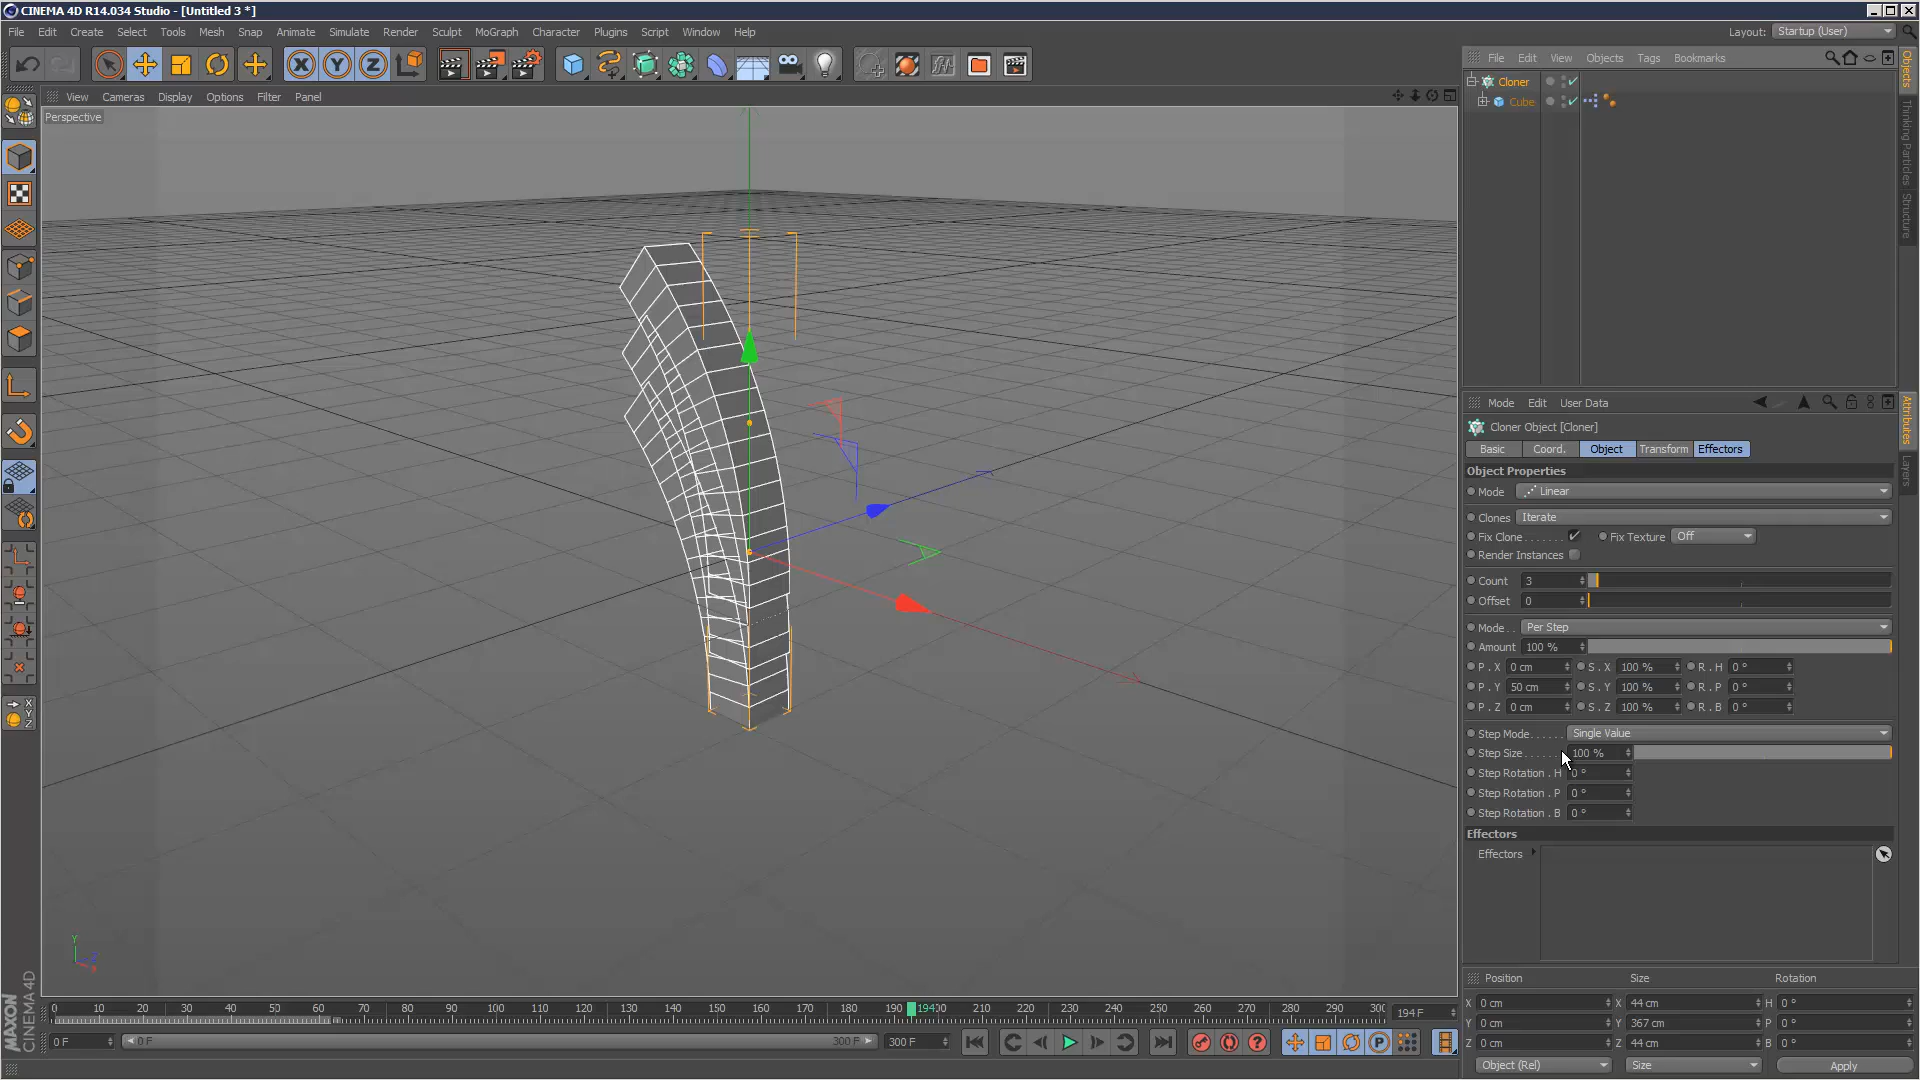 CINEMA 4D R14.034 Studio - [Untitled 3 *]
File Edit Create Select Tools Mesh Snap Animate Simulate Render Sculpt MoGraph Character Plugins Script Window Help
Layout: Startup (User)
X Y Z
File Edit View Objects Tags Bookmarks
View Cameras Display Options Filter Panel
Perspective
Cloner
Cube
Objects
Thinking Particles
Structure
Mode Edit User Data
Attributes
Layers
Cloner Object [Cloner]
Basic Coord. Object Transform Effectors
Object Properties
Mode Linear
Clones Iterate
Fix Clone....... Fix Texture Off
Render Instances
Count 3
Offset 0
Mode.. Per Step
Amount 100 %
P . X 0 cm S . X 100 % R . H 0 °
P . Y 50 cm S . Y 100 % R . P 0 °
P . Z 0 cm S . Z 100 % R . B 0 °
Step Mode...... Single Value
Step Size....... 100 %
Step Rotation . H 0 °
Step Rotation . P 0 °
Step Rotation . B 0 °
Effectors
Effectors
X
Y
Z
Y
MAXON
CINEMA 4D
0 10 20 30 40 50 60 70 80 90 100 110 120 130 140 150 160 170 180 190 194 210 220 230 240 250 260 270 280 290 194 F
0 F 0 F 300 F 300 F
P
Position Size Rotation
X 0 cm X 44 cm H 0 °
Y 0 cm Y 367 cm P 0 °
Z 0 cm Z 44 cm B 0 °
Object (Rel) Size Apply